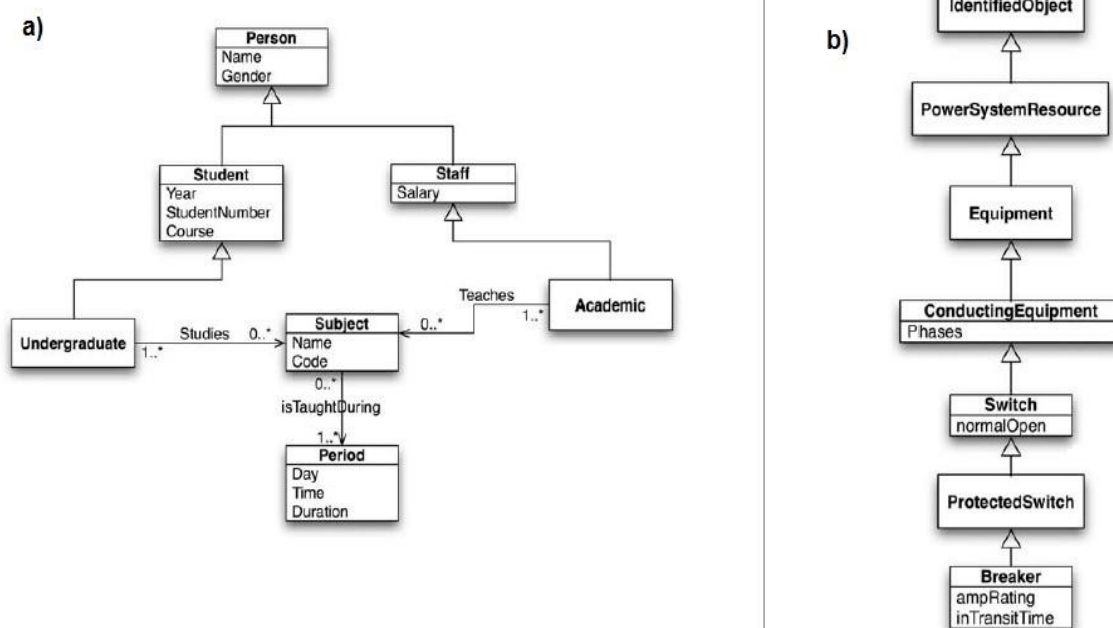 a)
Person
Name
Gender
Student
Year
StudentNumber
Course
Staff
Salary
Undergraduate
1..*
Studies
0..*
Subject
Name
Code
0..*
Teaches
1..*
Academic
0..*
isTaughtDuring
1..*
Period
Day
Time
Duration
b)
IdentifiedObject
PowerSystemResource
Equipment
ConductingEquipment
Phases
Switch
normalOpen
ProtectedSwitch
Breaker
ampRating
inTransitTime